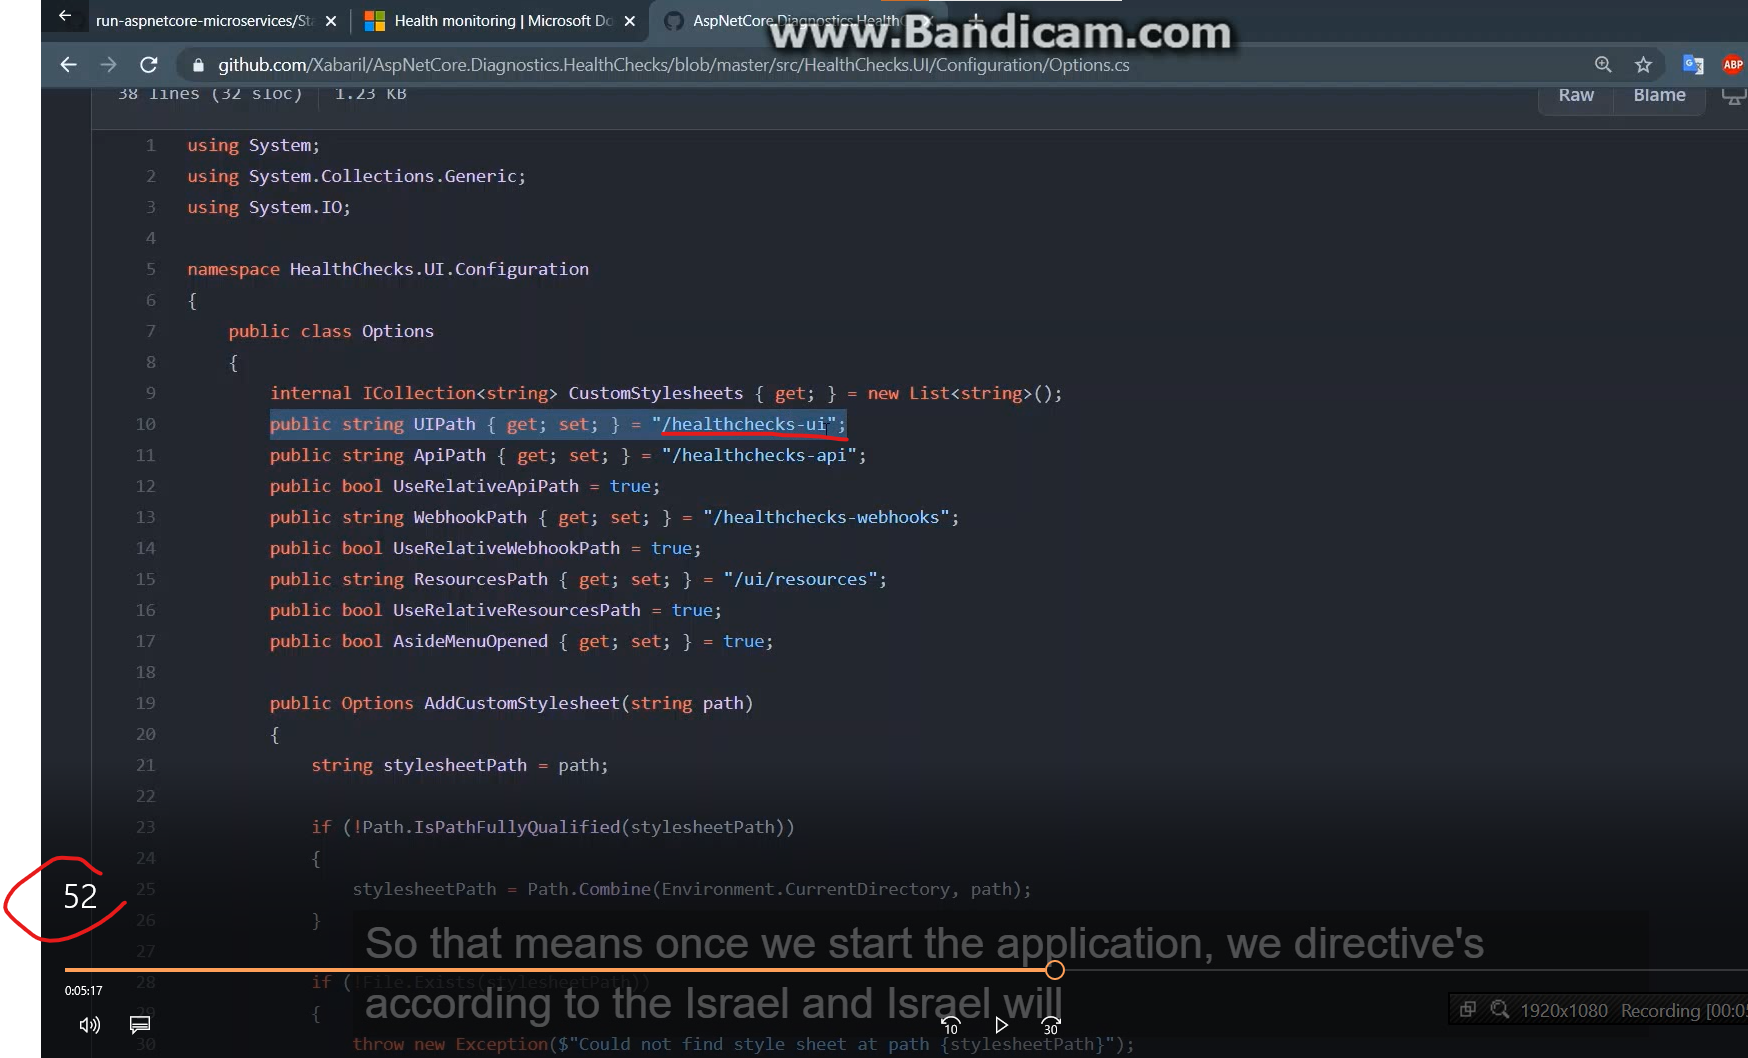 run-aspnetcore-microservices/Sta
Health monitoring | Microsoft Do
AspNetCore.Diagnostics.HealthC
www.Bandicam.com
github.com/Xabaril/AspNetCore.Diagnostics.HealthChecks/blob/master/src/HealthChecks.UI/Configuration/Options.cs
ABP
38 lines (32 sloc) 1.23 KB
Raw Blame
1 using System;
2 using System.Collections.Generic;
3 using System.IO;
4
5 namespace HealthChecks.UI.Configuration
6 {
7 public class Options
8 {
9 internal ICollection<string> CustomStylesheets { get; } = new List<string>();
10 public string UIPath { get; set; } = "/healthchecks-ui";
11 public string ApiPath { get; set; } = "/healthchecks-api";
12 public bool UseRelativeApiPath = true;
13 public string WebhookPath { get; set; } = "/healthchecks-webhooks";
14 public bool UseRelativeWebhookPath = true;
15 public string ResourcesPath { get; set; } = "/ui/resources";
16 public bool UseRelativeResourcesPath = true;
17 public bool AsideMenuOpened { get; set; } = true;
18
19 public Options AddCustomStylesheet(string path)
20 {
21 string stylesheetPath = path;
22
23 if (!Path.IsPathFullyQualified(stylesheetPath))
24 {
52
25 stylesheetPath = Path.Combine(Environment.CurrentDirectory, path);
26 }
So that means once we start the application, we directive's
27
28 if (!File.Exists(stylesheetPath))
0:05:17
according to the Israel and Israel will
29 {
10
30
1920x1080 Recording [00:0
30 throw new Exception($"Could not find style sheet at path {stylesheetPath}");